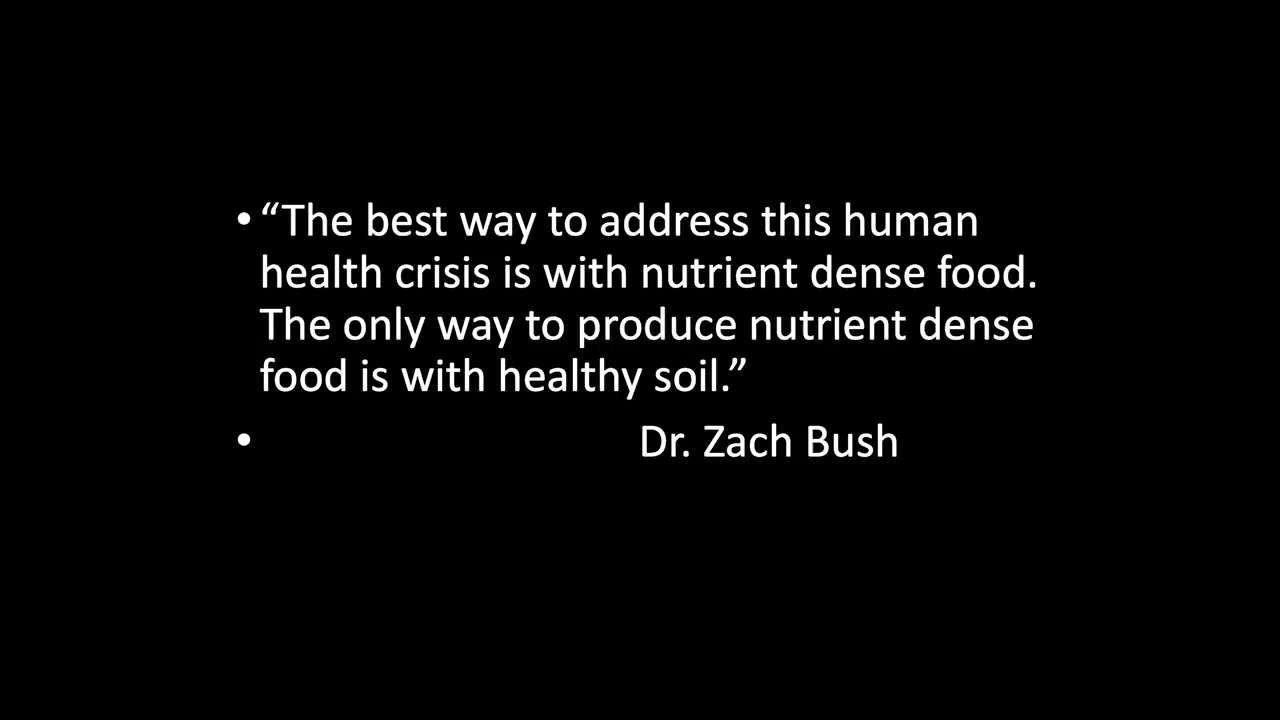 • “The best way to address this human
health crisis is with nutrient dense food.
The only way to produce nutrient dense
food is with healthy soil.”
• Dr. Zach Bush